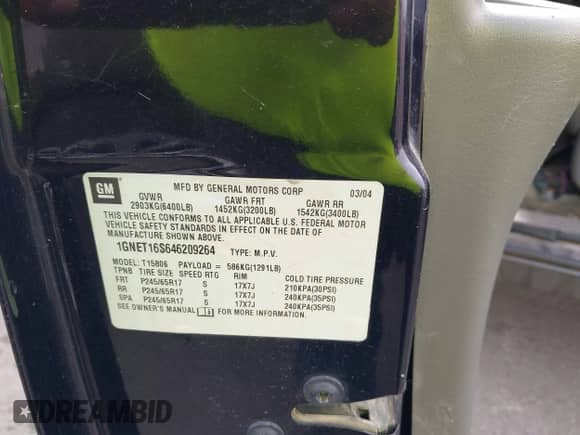 GM
MFD BY GENERAL MOTORS CORP 03/04
GVWR GAWR FRT GAWR RR
2903KG(6400LB) 1452KG(3200LB) 1542KG(3400LB)
THIS VEHICLE CONFORMS TO ALL APPLICABLE U.S. FEDERAL MOTOR
VEHICLE SAFETY STANDARDS IN EFFECT ON THE DATE OF
MANUFACTURE SHOWN ABOVE.
1GNET16S646209264 TYPE: M.P.V.
MODEL: T15806 PAYLOAD = 586KG(1291LB)
TPNB TIRE SIZE SPEED RTG RIM COLD TIRE PRESSURE
FRT P245/65R17 S 17X7J 210KPA(30PSI)
RR P245/65R17 S 17X7J 240KPA(35PSI)
SPA P245/65R17 S 17X7J 240KPA(35PSI)
SEE OWNER'S MANUAL FOR MORE INFORMATION.
DREAMBID